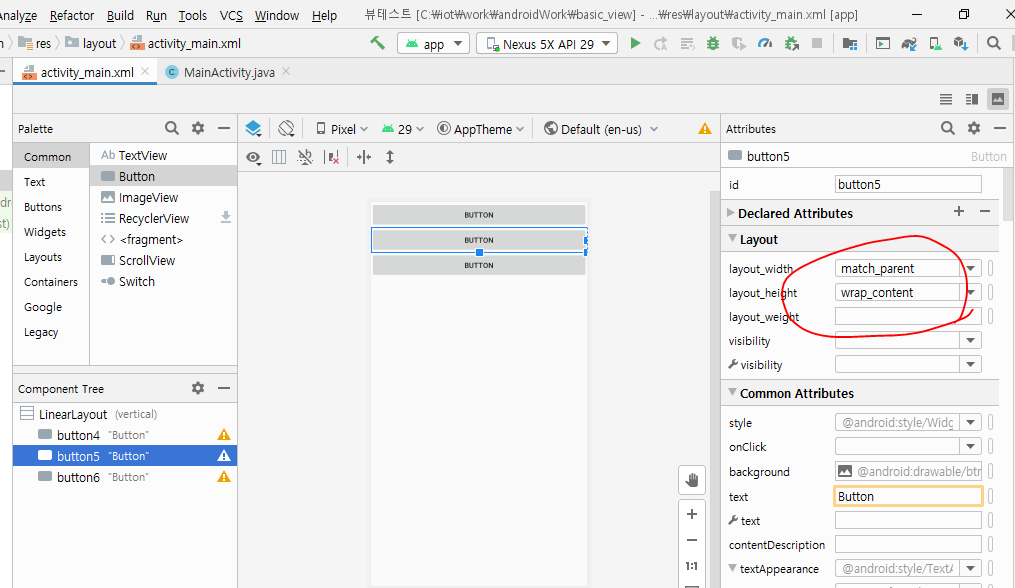 Analyze Refactor Build Run Tools VCS Window Help 뷰테스트 [C:₩iot₩work₩androidWork₩basic_view] - ...₩res₩layout₩activity_main.xml [app]
res layout activity_main.xml app Nexus 5X API 29
activity_main.xml MainActivity.java
Palette
Common
Text
Buttons
Widgets
Layouts
Containers
Google
Legacy
Ab TextView
Button
ImageView
RecyclerView
<fragment>
ScrollView
Switch
Component Tree
LinearLayout (vertical)
button4 "Button"
button5 "Button"
button6 "Button"
Pixel 29 AppTheme Default (en-us)
BUTTON
BUTTON
BUTTON
1:1
Attributes
button5 Button
id button5
Declared Attributes
Layout
layout_width match_parent
layout_height wrap_content
layout_weight
visibility
visibility
Common Attributes
style @android:style/Widg
onClick
background @android:drawable/btr
text Button
text
contentDescription
textAppearance @android:style/TextA